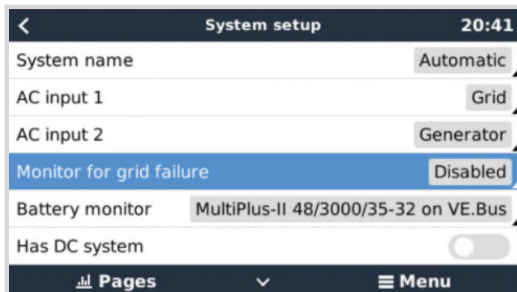 System setup 20:41
System name Automatic
AC input 1 Grid
AC input 2 Generator
Monitor for grid failure Disabled
Battery monitor MultiPlus-II 48/3000/35-32 on VE.Bus
Has DC system
Pages Menu